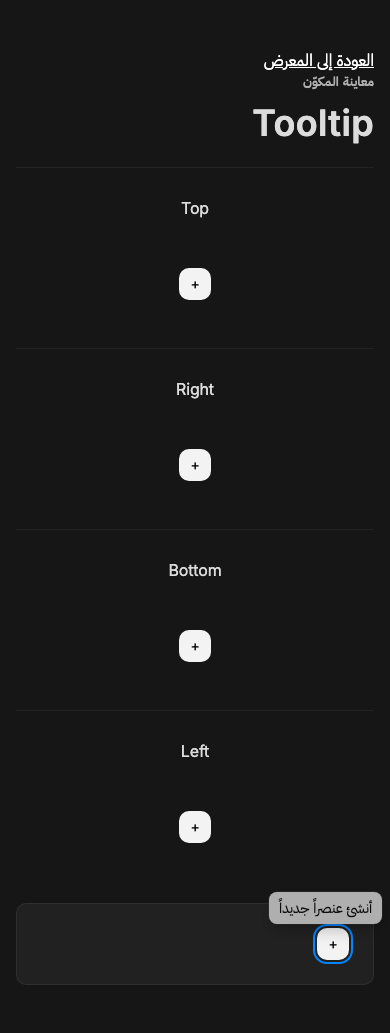 العودة إلى المعرض
معاينة المكوّن
Tooltip
Top
+
Right
+
Bottom
+
Left
+
أنشئ عنصراً جديداً
+